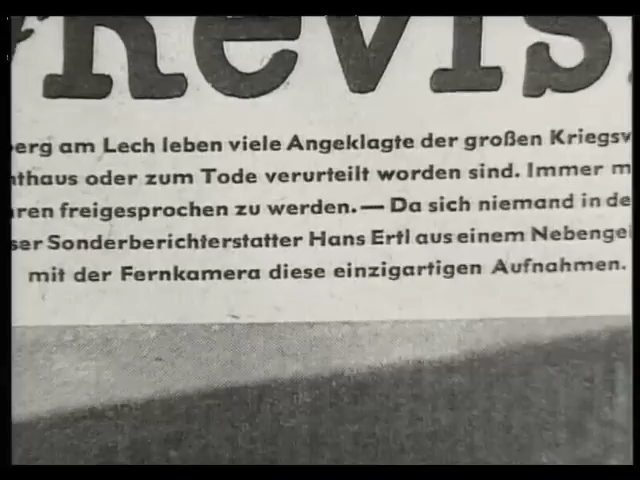 Revis
erg am Lech leben viele Angeklagte der großen Kriegsv
thaus oder zum Tode verurteilt worden sind. Immer m
ren freigesprochen zu werden. — Da sich niemand in de
ser Sonderberichterstatter Hans Ertl aus einem Nebenge
mit der Fernkamera diese einzigartigen Aufnahmen.